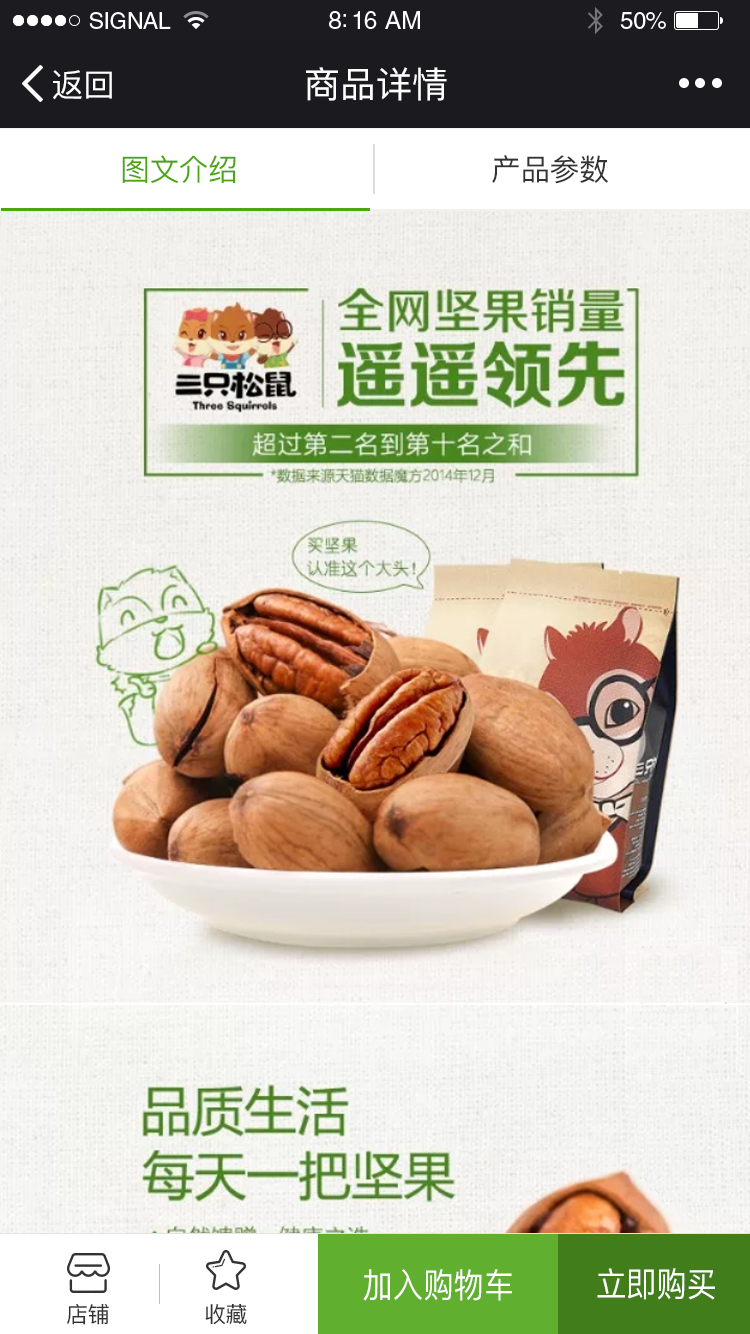 SIGNAL
8:16 AM
50%
返回
商品详情
图文介绍
产品参数
三只松鼠
Three Squirrels
全网坚果销量
遥遥领先
超过第二名到第十名之和
*数据来源天猫数据魔方2014年12月
买坚果
认准这个大头!
三只
品质生活
每天一把坚果
店铺
收藏
加入购物车
立即购买